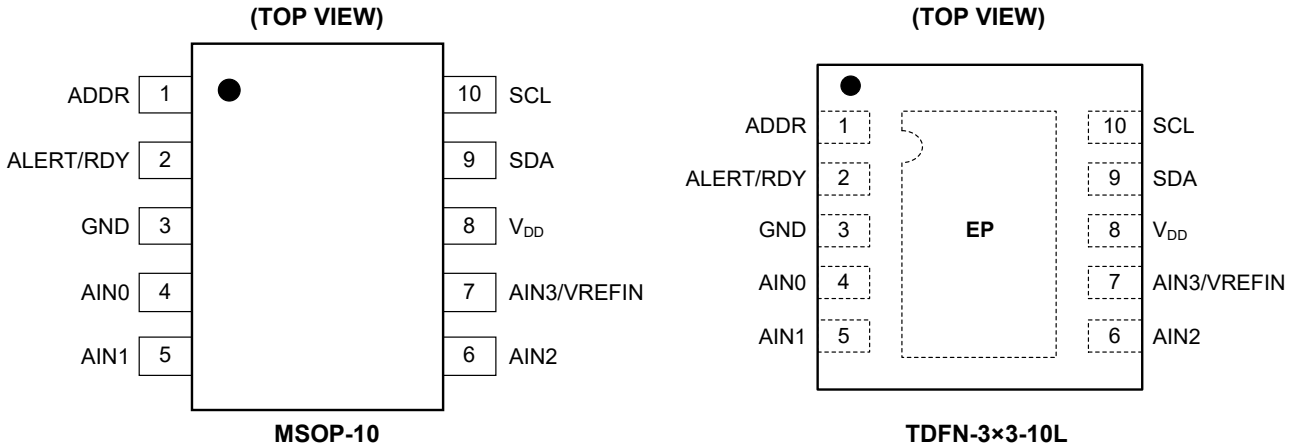 (TOP VIEW)
ADDR 1 10 SCL
ALERT/RDY 2 9 SDA
GND 3 8 VDD
AIN0 4 7 AIN3/VREFIN
AIN1 5 6 AIN2
MSOP-10
(TOP VIEW)
ADDR 1 10 SCL
ALERT/RDY 2 9 SDA
GND 3 EP 8 VDD
AIN0 4 7 AIN3/VREFIN
AIN1 5 6 AIN2
TDFN-3×3-10L